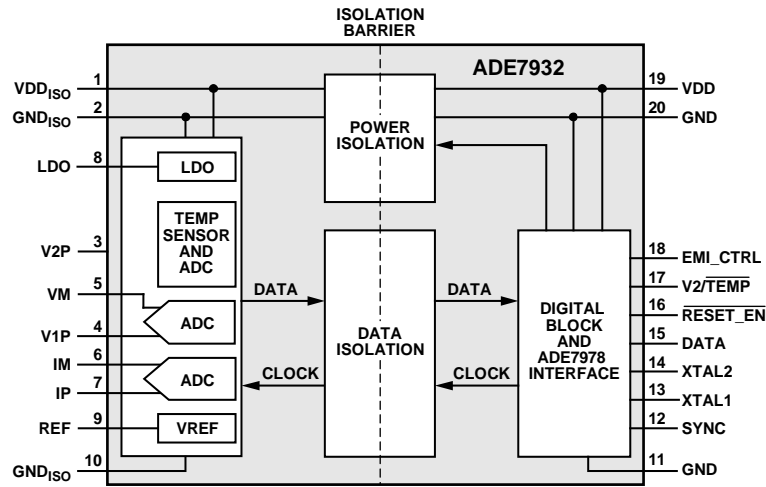 ISOLATION
BARRIER
ADE7932
1
VDDISO
2
GNDISO
8
LDO
3
V2P
5
VM
4
V1P
6
IM
7
IP
9
REF
10
GNDISO
LDO
TEMP
SENSOR
AND
ADC
ADC
ADC
VREF
POWER
ISOLATION
DATA
CLOCK
DATA
ISOLATION
DATA
CLOCK
DIGITAL
BLOCK
AND
ADE7978
INTERFACE
19
VDD
20
GND
18
EMI_CTRL
17
V2/TEMP
16
RESET_EN
15
DATA
14
XTAL2
13
XTAL1
12
SYNC
11
GND